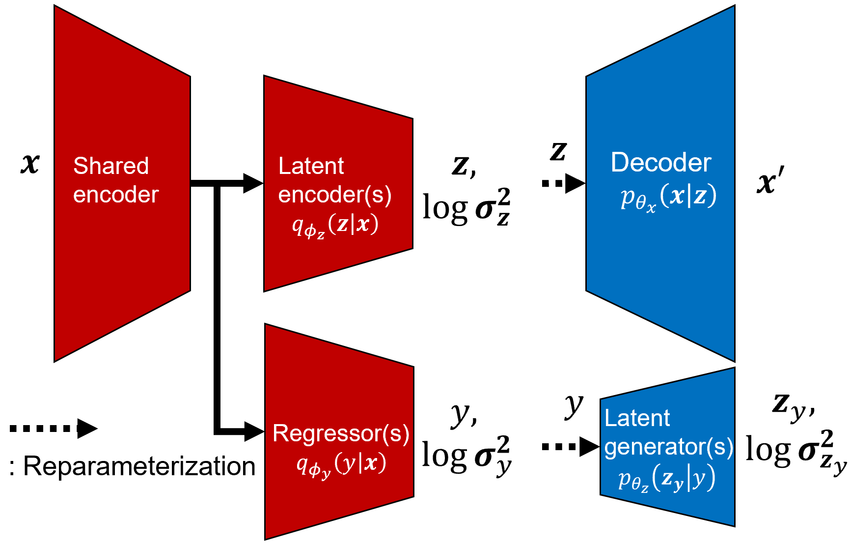 x
Shared
encoder
Latent
encoder(s)
q_{ϕ_z}(z|x)
z,
log σ_z^2
z
Decoder
p_{θ_x}(x|z)
x′
Regressor(s)
q_{ϕ_y}(y|x)
y,
log σ_y^2
y
Latent
generator(s)
p_{θ_z}(z_y|y)
z_y,
log σ_{z_y}^2
: Reparameterization